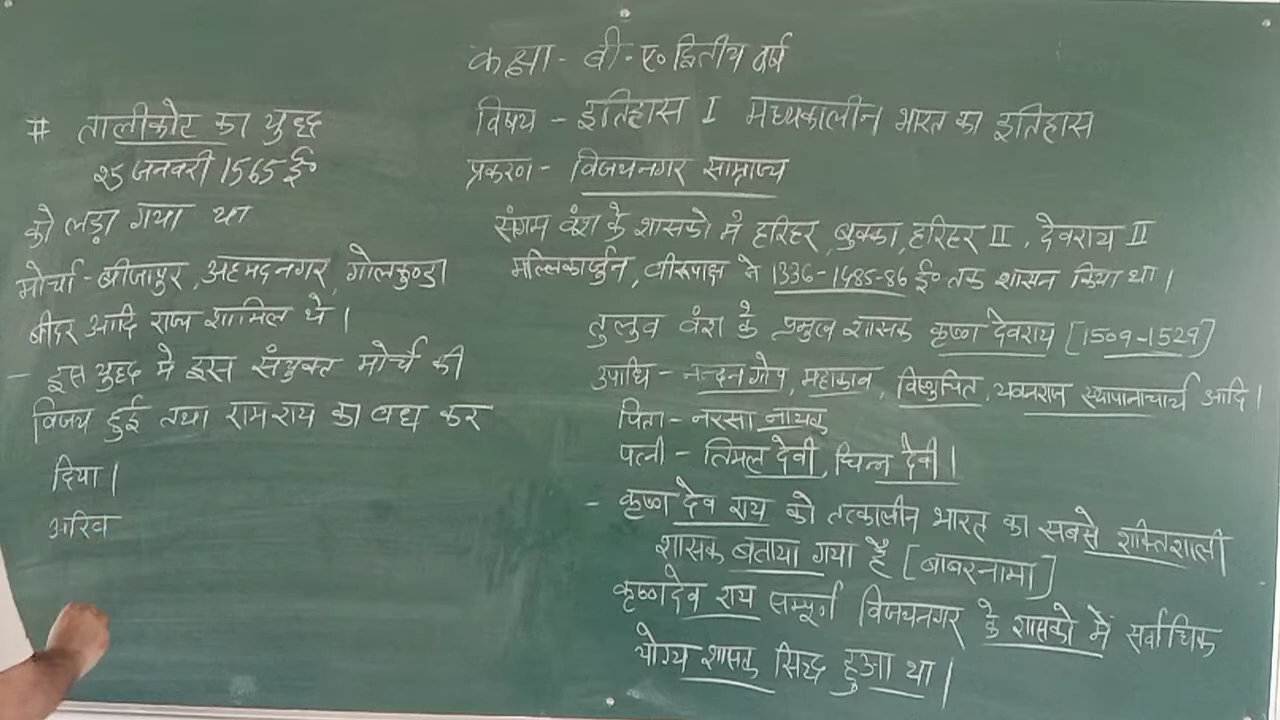 कक्षा - बी॰ए॰ द्वितीय वर्ष
विषय - इतिहास I मध्यकालीन भारत का इतिहास
प्रकरण - विजयनगर साम्राज्य
संगम वंश के शासको मे हरिहर, बुक्का, हरिहर II, देवराय II
मल्लिकार्जुन, वीरूपाक्ष ने 1336-1485-86 ई॰ तक शासन किया था।
तुलुव वंश के प्रमुख शासक कृष्ण देवराय [1509-1529]
उपाधि - नन्दन गोप, महाकाव, विष्णुचित, यवनराज स्थापानाचार्य आदि।
पिता - नरसा नायक
पत्नी - तिमल देवी, चिन्न देवी।
- कृष्ण देव राय को तत्कालीन भारत का सबसे शक्तिशाली
शासक बताया गया है [बाबरनामा]
कृष्णदेव राय सम्पूर्ण विजयनगर के शासको में सर्वाधिक
योग्य शासक सिद्ध हुआ था।
# तालीकोट का युद्ध
25 जनवरी 1565 ई॰
को लड़ा गया था
मोर्चा - बीजापुर, अहमदनगर, गोलकुण्डा
बीदर आदि राज्य शामिल थे।
- इस युद्ध मे इस संयुक्त मोर्चे की
विजय हुई तथा रामराय का वध कर
दिया।
अरिव